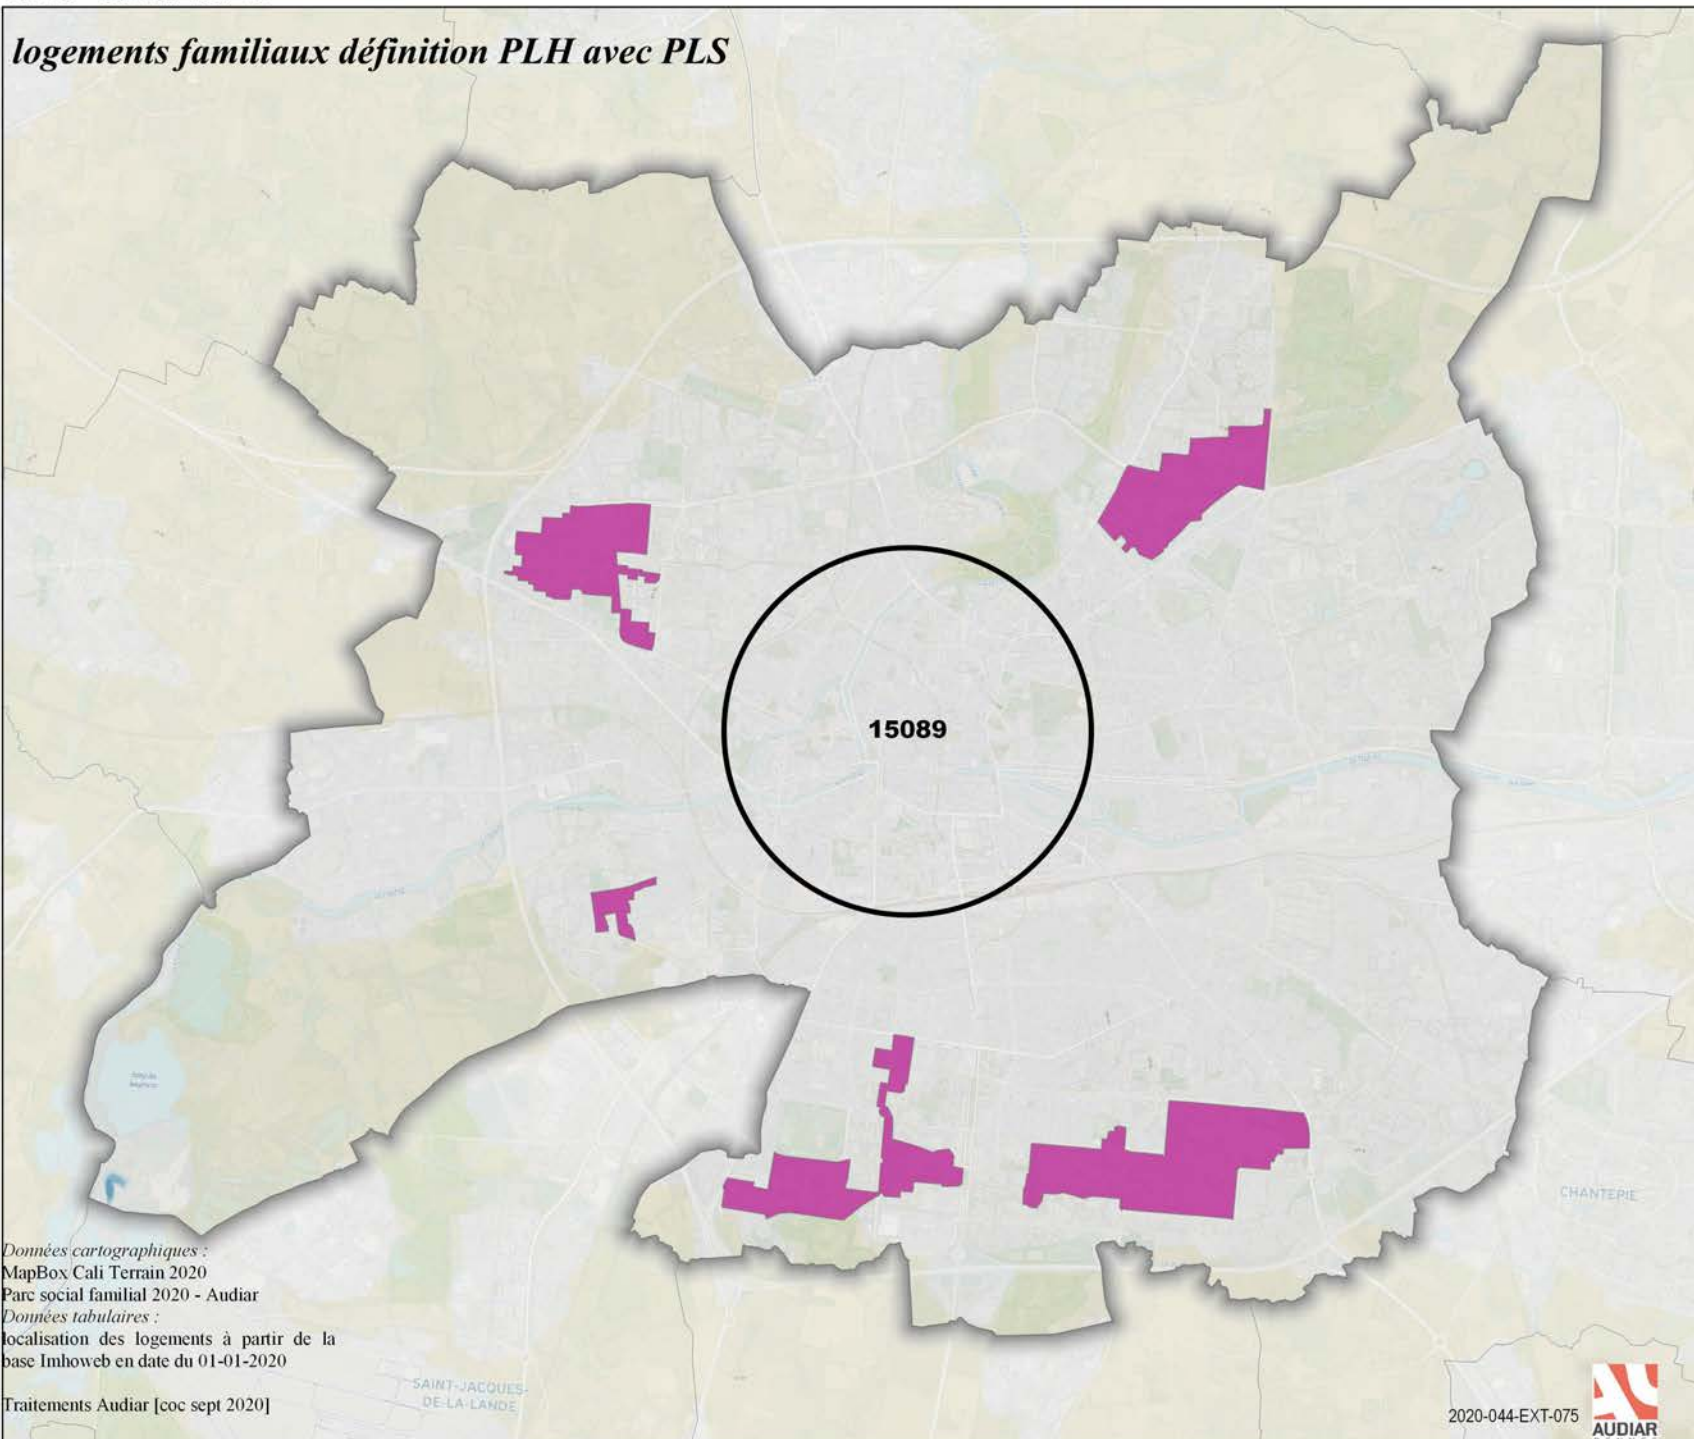 logements familiaux définition PLH avec PLS
15089
CHANTEPIE
Données cartographiques :
MapBox Cali Terrain 2020
Parc social familial 2020 - Audiar
Données tabulaires :
localisation des logements à partir de la
base Imhoweb en date du 01-01-2020
Traitements Audiar [coc sept 2020]
SAINT-JACQUES-
DE-LA-LANDE
2020-044-EXT-075
AUDIAR